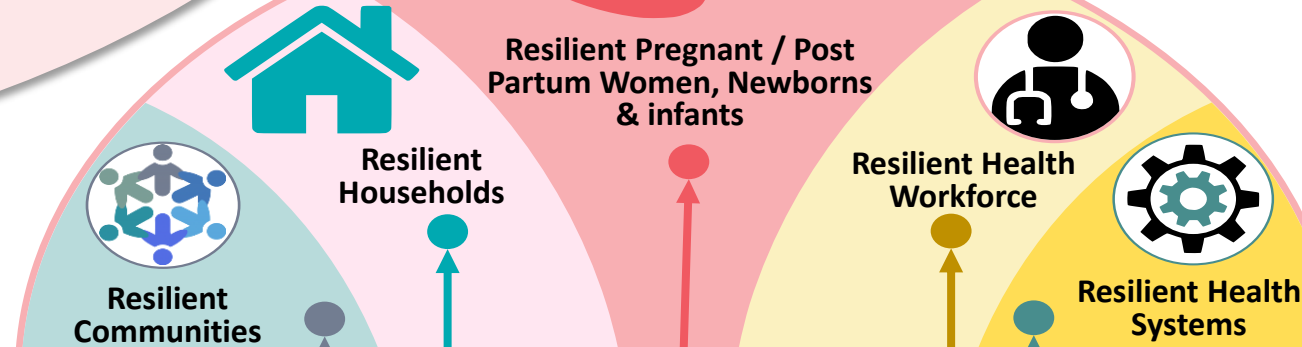 Resilient Pregnant / Post
Partum Women, Newborns
& infants
Resilient
Households
Resilient Health
Workforce
Resilient
Communities
Resilient Health
Systems